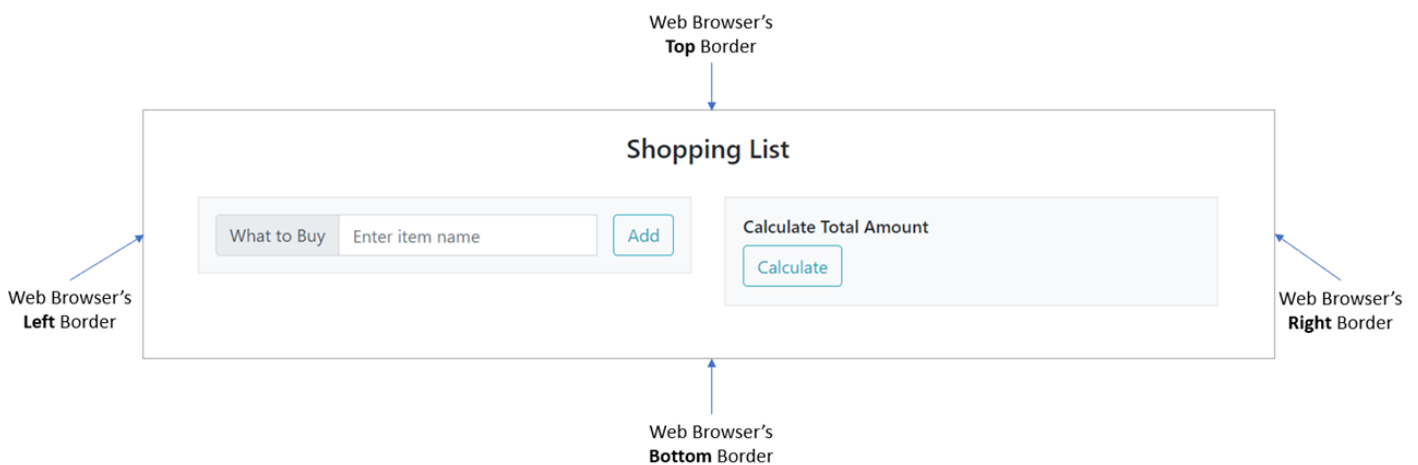 Web Browser's
Top Border
Shopping List
What to Buy
Enter item name
Add
Calculate Total Amount
Calculate
Web Browser's
Left Border
Web Browser's
Right Border
Web Browser's
Bottom Border